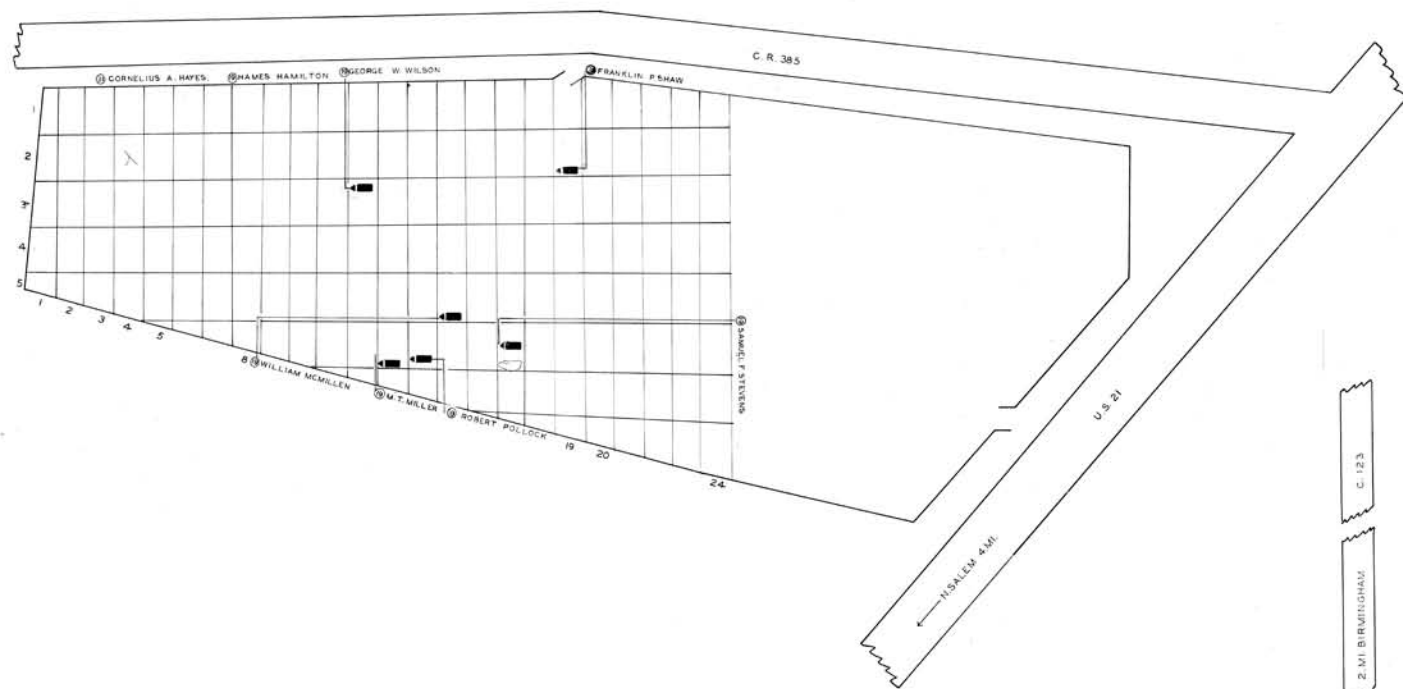 C.R. 385
CORNELIUS A. HAYES.
HAMES HAMILTON
GEORGE W. WILSON
FRANKLIN P SHAW
1
2
3
4
5
1
2
3
4
5
8
WILLIAM MCMILLEN
M.T. MILLER
ROBERT POLLOCK
19
20
24
SAMUEL F. STEVENS
U.S. 21
N.SALEM 4.MI.
C. 123
2.MI. BIRMINGHAM